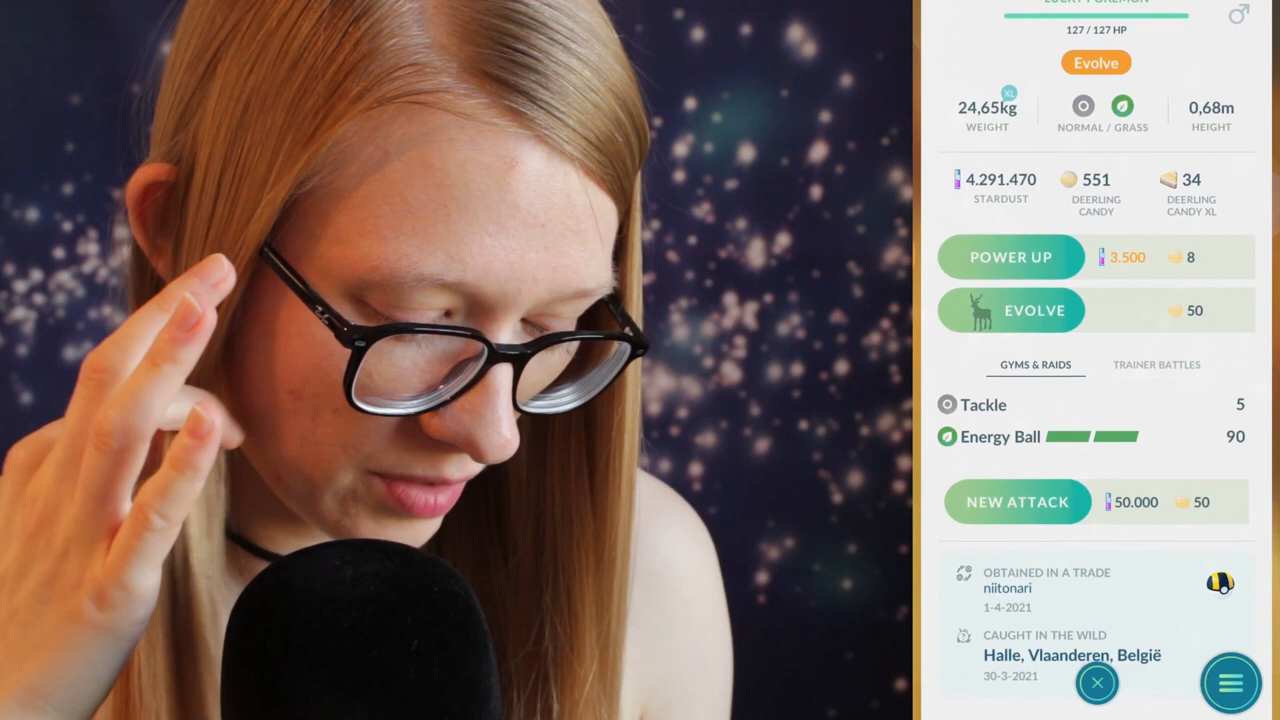 LUCKY POKÉMON
127 / 127 HP
Evolve
XL
24,65kg
WEIGHT
NORMAL / GRASS
0,68m
HEIGHT
4.291.470
STARDUST
551
DEERLING
CANDY
34
DEERLING
CANDY XL
POWER UP
3.500
8
EVOLVE
50
GYMS & RAIDS
TRAINER BATTLES
Tackle
5
Energy Ball
90
NEW ATTACK
50.000
50
OBTAINED IN A TRADE
niitonari
1-4-2021
CAUGHT IN THE WILD
Halle, Vlaanderen, België
30-3-2021